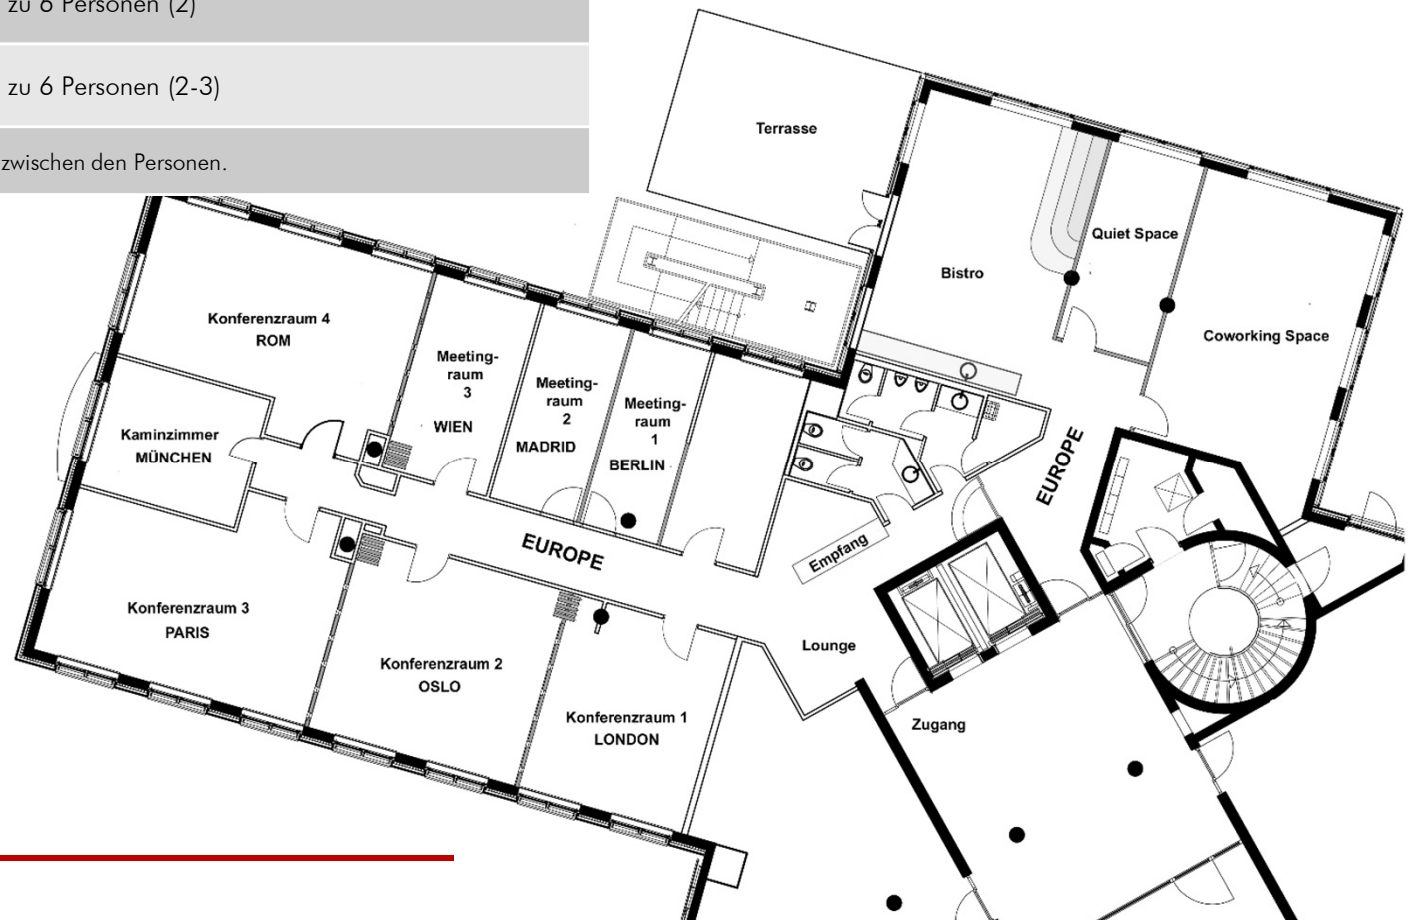 zu 6 Personen (2)
zu 6 Personen (2-3)
zwischen den Personen.
Terrasse
Quiet Space
Bistro
Coworking Space
Konferenzraum 4
ROM
Meeting-
raum
3
WIEN
Meeting-
raum
2
MADRID
Meeting-
raum
1
BERLIN
Kaminzimmer
MÜNCHEN
EUROPE
EUROPE
Empfang
Konferenzraum 3
PARIS
Konferenzraum 2
OSLO
Konferenzraum 1
LONDON
Lounge
Zugang